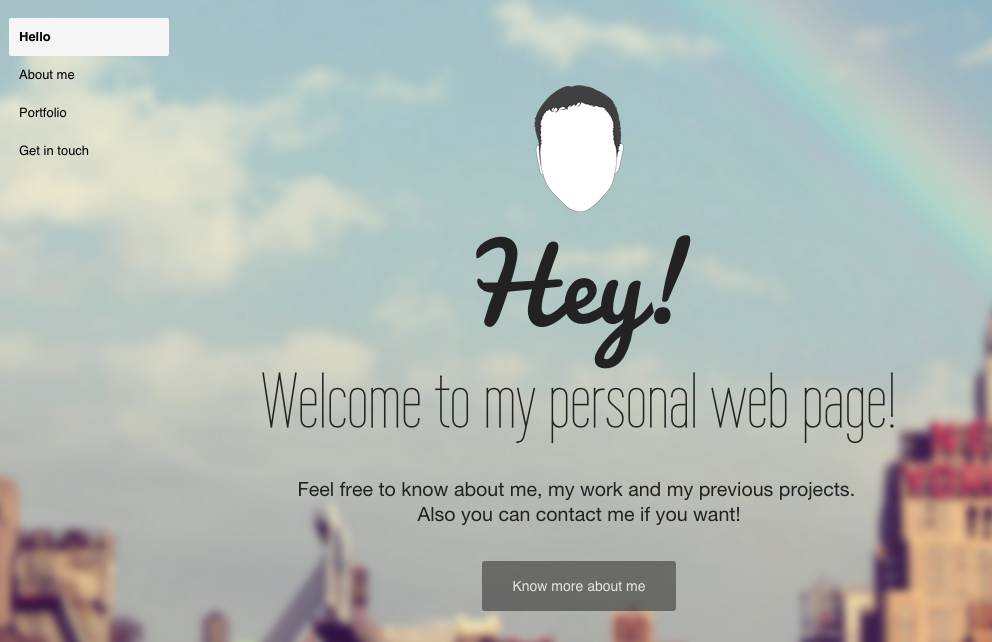 Hello
About me
Portfolio
Get in touch
Hey!
Welcome to my personal web page!
Feel free to know about me, my work and my previous projects.
Also you can contact me if you want!
Know more about me